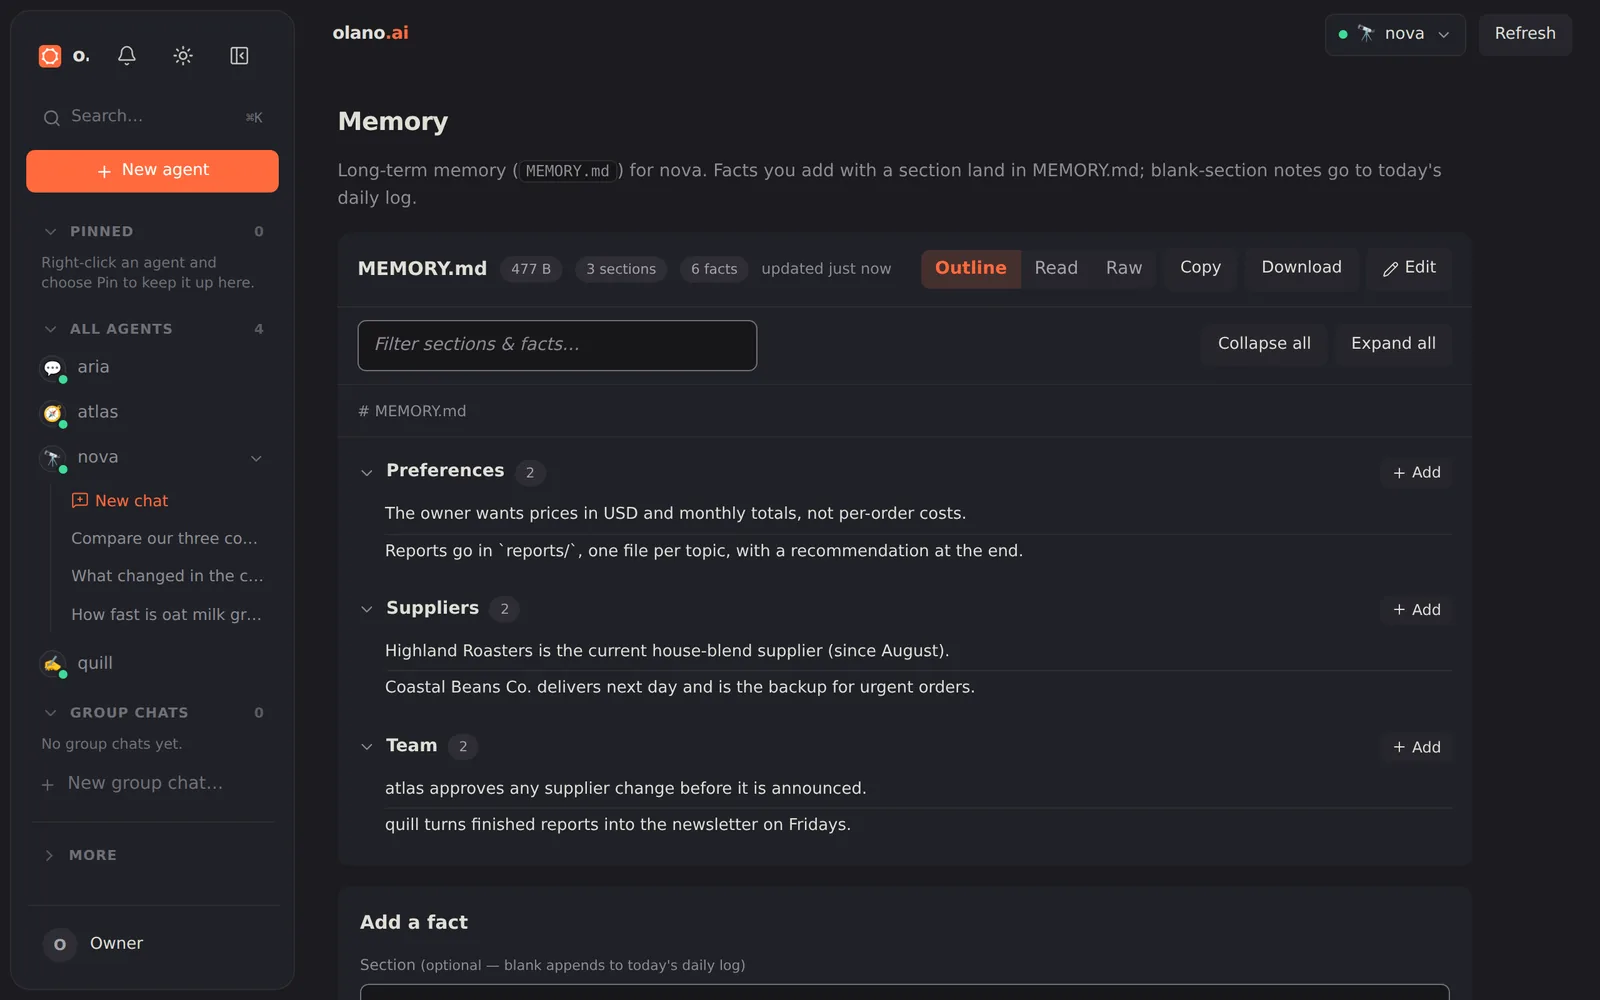 o.
Search...
⌘K
+ New agent
PINNED 0
Right-click an agent and
choose Pin to keep it up here.
ALL AGENTS 4
aria
atlas
nova
New chat
Compare our three co...
What changed in the c...
How fast is oat milk gr...
quill
GROUP CHATS 0
No group chats yet.
+ New group chat...
MORE
O Owner
olano.ai
nova
Refresh
Memory
Long-term memory (MEMORY.md) for nova. Facts you add with a section land in MEMORY.md; blank-section notes go to today's
daily log.
MEMORY.md 477 B 3 sections 6 facts updated just now Outline Read Raw Copy Download Edit
Filter sections & facts... Collapse all Expand all
# MEMORY.md
Preferences 2 + Add
The owner wants prices in USD and monthly totals, not per-order costs.
Reports go in `reports/`, one file per topic, with a recommendation at the end.
Suppliers 2 + Add
Highland Roasters is the current house-blend supplier (since August).
Coastal Beans Co. delivers next day and is the backup for urgent orders.
Team 2 + Add
atlas approves any supplier change before it is announced.
quill turns finished reports into the newsletter on Fridays.
Add a fact
Section (optional — blank appends to today's daily log)